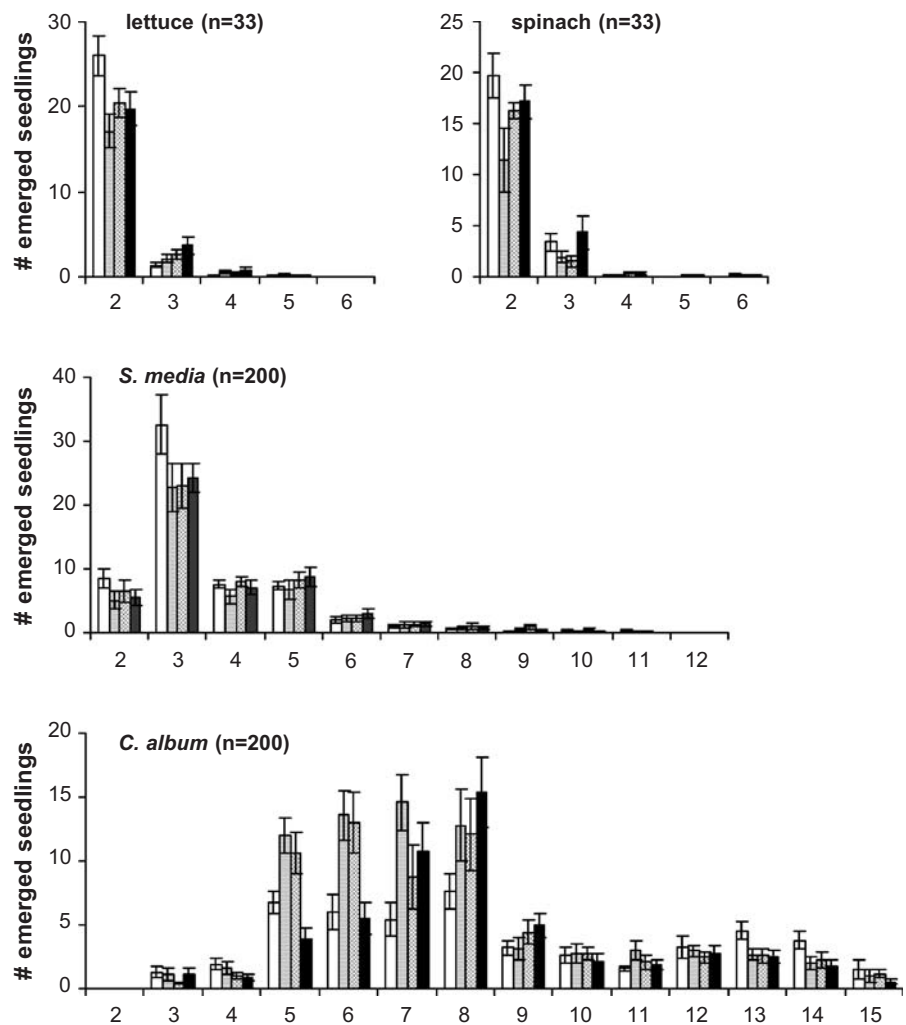 lettuce (n=33)
# emerged seedlings
30
20
10
0
2 3 4 5 6
spinach (n=33)
# emerged seedlings
25
20
15
10
5
0
2 3 4 5 6
S. media (n=200)
# emerged seedlings
40
30
20
10
0
2 3 4 5 6 7 8 9 10 11 12
C. album (n=200)
# emerged seedlings
20
15
10
5
0
2 3 4 5 6 7 8 9 10 11 12 13 14 15